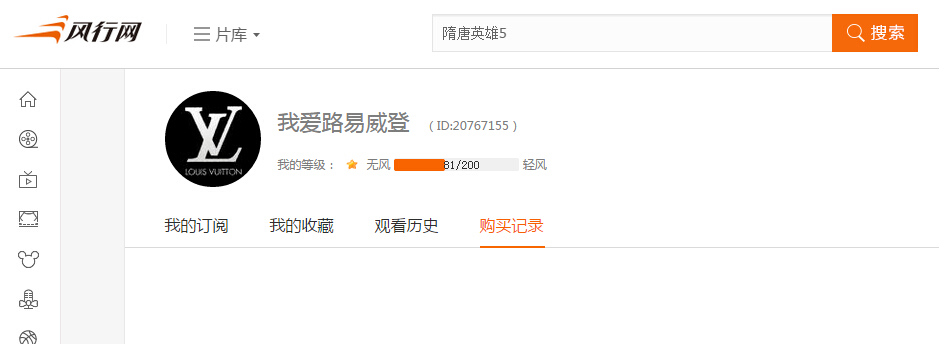 风行网
片库
隋唐英雄5
搜索
LV
LOUIS VUITTON
我爱路易威登 (ID:20767155)
我的等级： 无风 81/200 轻风
我的订阅 我的收藏 观看历史 购买记录